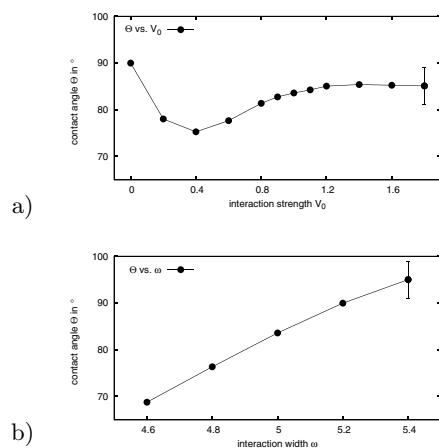 100
Θ vs. V₀
90
80
70
contact angle Θ in °
0 0.4 0.8 1.2 1.6
interaction strength V₀
a)
100
Θ vs. ω
90
80
70
contact angle Θ in °
4.6 4.8 5 5.2 5.4
interaction width ω
b)